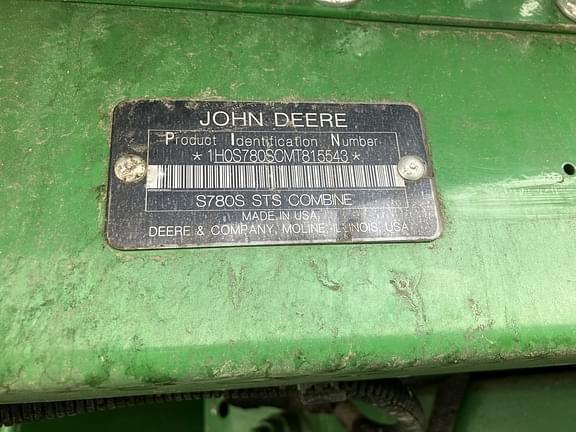 JOHN DEERE
Product Identification Number
*1H0S780SCMT815543*
S780S STS COMBINE
MADE IN USA
DEERE & COMPANY, MOLINE, ILLINOIS, USA